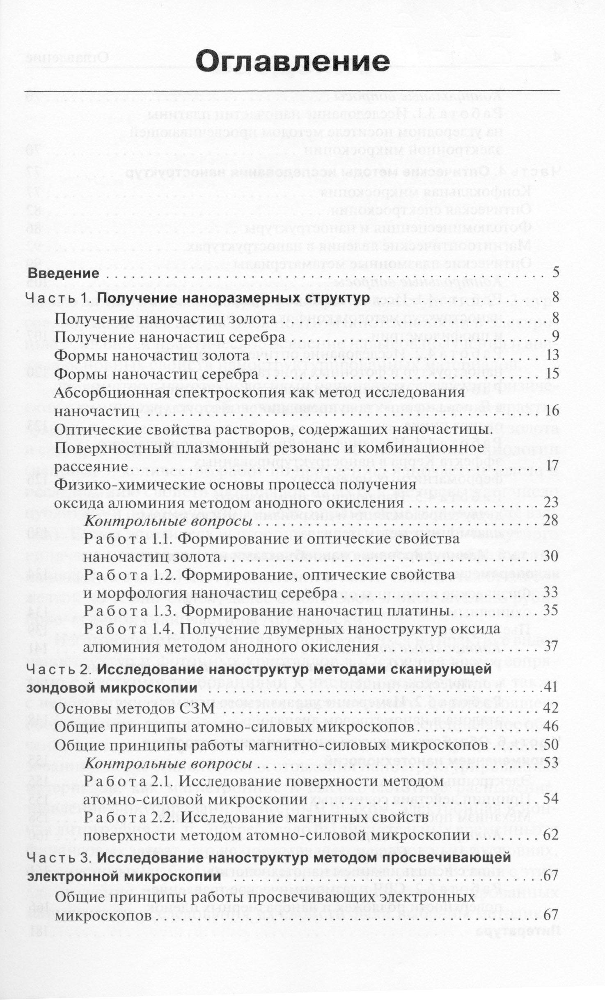 Оглавление
Введение . . . . . . . . . . . . . . . . . . . . . . . . . . . . . . . . . . . . . . . 5
Часть 1. Получение наноразмерных структур . . . . . . . . . . . . . . . 8
Получение наночастиц золота . . . . . . . . . . . . . . . . . . . . . . . . 8
Получение наночастиц серебра . . . . . . . . . . . . . . . . . . . . . . . 9
Формы наночастиц золота . . . . . . . . . . . . . . . . . . . . . . . . . . 13
Формы наночастиц серебра . . . . . . . . . . . . . . . . . . . . . . . . . 15
Абсорбционная спектроскопия как метод исследования
наночастиц . . . . . . . . . . . . . . . . . . . . . . . . . . . . . . . . . . . 16
Оптические свойства растворов, содержащих наночастицы.
Поверхностный плазмонный резонанс и комбинационное
рассеяние. . . . . . . . . . . . . . . . . . . . . . . . . . . . . . . . . . . . . 17
Физико-химические основы процесса получения
оксида алюминия методом анодного окисления . . . . . . . . . . . . 23
Контрольные вопросы . . . . . . . . . . . . . . . . . . . . . . . . . . 28
Работа 1.1. Формирование и оптические свойства
наночастиц золота. . . . . . . . . . . . . . . . . . . . . . . . . . . . . 30
Работа 1.2. Формирование, оптические свойства
и морфология наночастиц серебра . . . . . . . . . . . . . . . . . . 33
Работа 1.3. Формирование наночастиц платины. . . . . . . . . 35
Работа 1.4. Получение двумерных наноструктур оксида
алюминия методом анодного окисления . . . . . . . . . . . . . . 37
Часть 2. Исследование наноструктур методами сканирующей
зондовой микроскопии . . . . . . . . . . . . . . . . . . . . . . . . . . . . . .41
Основы методов СЗМ . . . . . . . . . . . . . . . . . . . . . . . . . . . . 42
Общие принципы атомно-силовых микроскопов. . . . . . . . . . . . 46
Общие принципы работы магнитно-силовых микроскопов . . . . . 50
Контрольные вопросы . . . . . . . . . . . . . . . . . . . . . . . . . . 53
Работа 2.1. Исследование поверхности методом
атомно-силовой микроскопии . . . . . . . . . . . . . . . . . . . . . 54
Работа 2.2. Исследование магнитных свойств
поверхности методом атомно-силовой микроскопии . . . . . . 62
Часть 3. Исследование наноструктур методом просвечивающей
электронной микроскопии . . . . . . . . . . . . . . . . . . . . . . . . . . . .67
Общие принципы работы просвечивающих электронных
микроскопов . . . . . . . . . . . . . . . . . . . . . . . . . . . . . . . . . . 67